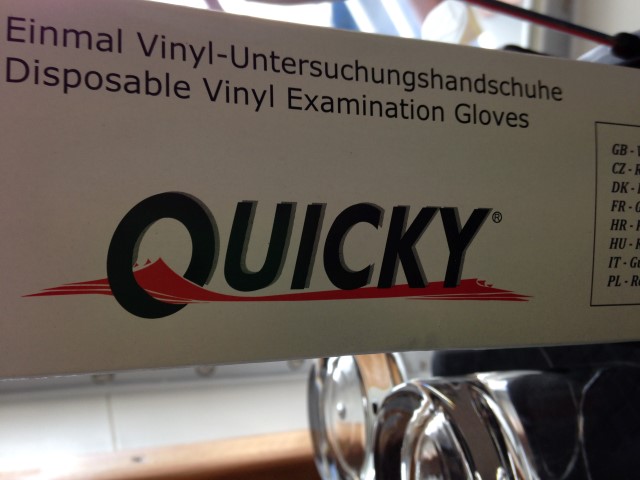 Einmal Vinyl-Untersuchungshandschuhe
Disposable Vinyl Examination Gloves
QUICKY®
GB -
CZ -
DK -
FR -
HR -
HU -
IT -
PL -